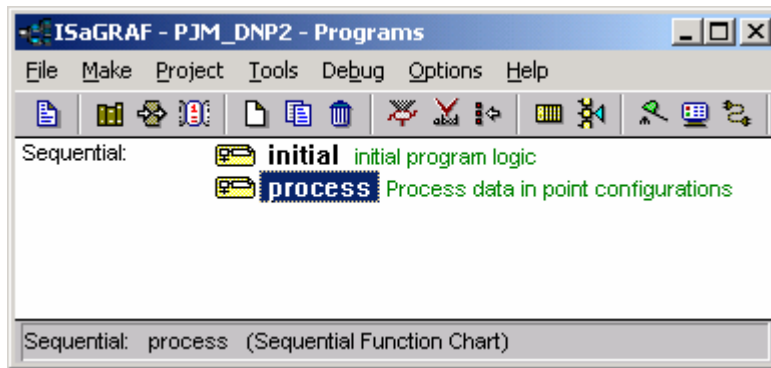 ISaGRAF - PJM_DNP2 - Programs
File Make Project Tools Debug Options Help
Sequential: initial initial program logic
process Process data in point configurations
Sequential: process (Sequential Function Chart)